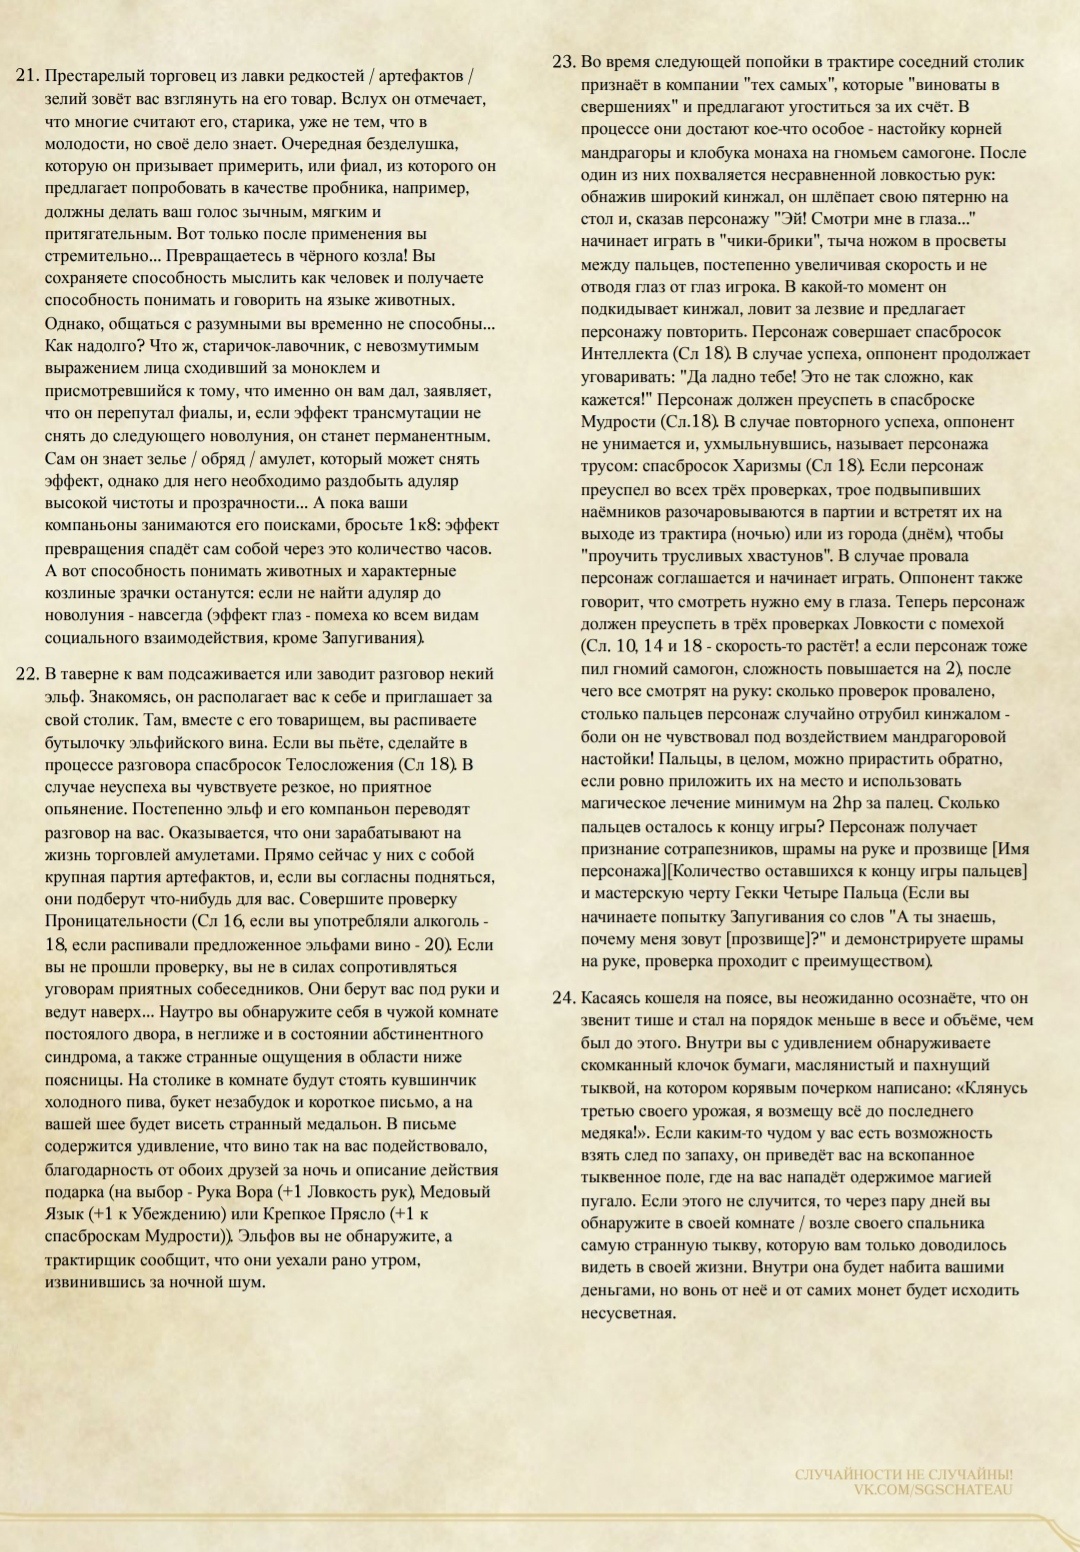 21. Престарелый торговец из лавки редкостей / артефактов /
зелий зовёт вас взглянуть на его товар. Вслух он отмечает,
что многие считают его, старика, уже не тем, что в
молодости, но своё дело знает. Очередная безделушка,
которую он призывает примерить, или фиал, из которого он
предлагает попробовать в качестве пробника, например,
должны делать ваш голос зычным, мягким и
притягательным. Вот только после применения вы
стремительно... Превращаетесь в чёрного козла! Вы
сохраняете способность мыслить как человек и получаете
способность понимать и говорить на языке животных.
Однако, общаться с разумными вы временно не способны...
Как надолго? Что ж, старичок-лавочник, с невозмутимым
выражением лица сходивший за моноклем и
присмотревшийся к тому, что именно он вам дал, заявляет,
что он перепутал фиалы, и, если эффект трансмутации не
снять до следующего новолуния, он станет перманентным.
Сам он знает зелье / обряд / амулет, который может снять
эффект, однако для него необходимо раздобыть адуляр
высокой чистоты и прозрачности... А пока ваши
компаньоны занимаются его поисками, бросьте 1к8: эффект
превращения спадёт сам собой через это количество часов.
А вот способность понимать животных и характерные
козлиные зрачки останутся: если не найти адуляр до
новолуния - навсегда (эффект глаз - помеха ко всем видам
социального взаимодействия, кроме Запугивания).
22. В таверне к вам подсаживается или заводит разговор некий
эльф. Знакомясь, он располагает вас к себе и приглашает за
свой столик. Там, вместе с его товарищем, вы распиваете
бутылочку эльфийского вина. Если вы пьёте, сделайте в
процессе разговора спасбросок Телосложения (Сл 18). В
случае неуспеха вы чувствуете резкое, но приятное
опьянение. Постепенно эльф и его компаньон переводят
разговор на вас. Оказывается, что они зарабатывают на
жизнь торговлей амулетами. Прямо сейчас у них с собой
крупная партия артефактов, и, если вы согласны подняться,
они подберут что-нибудь для вас. Совершите проверку
Проницательности (Сл 16, если вы употребляли алкоголь -
18, если распивали предложенное эльфами вино - 20). Если
вы не прошли проверку, вы не в силах сопротивляться
уговорам приятных собеседников. Они берут вас под руки и
ведут наверх... Наутро вы обнаружите себя в чужой комнате
постоялого двора, в неглиже и в состоянии абстинентного
синдрома, а также странные ощущения в области ниже
поясницы. На столике в комнате будут стоять кувшинчик
холодного пива, букет незабудок и короткое письмо, а на
вашей шее будет висеть странный медальон. В письме
содержится удивление, что вино так на вас подействовало,
благодарность от обоих друзей за ночь и описание действия
подарка (на выбор - Рука Вора (+1 Ловкость рук), Медовый
Язык (+1 к Убеждению) или Крепкое Прясло (+1 к
спасброскам Мудрости)). Эльфов вы не обнаружите, а
трактирщик сообщит, что они уехали рано утром,
извинившись за ночной шум.
23. Во время следующей попойки в трактире соседний столик
признаёт в компании "тех самых", которые "виноваты в
свершениях" и предлагают угоститься за их счёт. В
процессе они достают кое-что особое - настойку корней
мандрагоры и клобука монаха на гномьем самогоне. После
один из них похваляется несравненной ловкостью рук:
обнажив широкий кинжал, он шлёпает свою пятерню на
стол и, сказав персонажу "Эй! Смотри мне в глаза..."
начинает играть в "чики-брики", тыча ножом в просветы
между пальцев, постепенно увеличивая скорость и не
отводя глаз от глаз игрока. В какой-то момент он
подкидывает кинжал, ловит за лезвие и предлагает
персонажу повторить. Персонаж совершает спасбросок
Интеллекта (Сл 18). В случае успеха, оппонент продолжает
уговаривать: "Да ладно тебе! Это не так сложно, как
кажется!" Персонаж должен преуспеть в спасброске
Мудрости (Сл.18). В случае повторного успеха, оппонент
не унимается и, ухмыльнувшись, называет персонажа
трусом: спасбросок Харизмы (Сл 18). Если персонаж
преуспел во всех трёх проверках, трое подвыпивших
наёмников разочаровываются в партии и встретят их на
выходе из трактира (ночью) или из города (днём), чтобы
"проучить трусливых хвастунов". В случае провала
персонаж соглашается и начинает играть. Оппонент также
говорит, что смотреть нужно ему в глаза. Теперь персонаж
должен преуспеть в трёх проверках Ловкости с помехой
(Сл. 10, 14 и 18 - скорость-то растёт! а если персонаж тоже
пил гномий самогон, сложность повышается на 2), после
чего все смотрят на руку: сколько проверок провалено,
столько пальцев персонаж случайно отрубил кинжалом -
боли он не чувствовал под воздействием мандрагоровой
настойки! Пальцы, в целом, можно прирастить обратно,
если ровно приложить их на место и использовать
магическое лечение минимум на 2hp за палец. Сколько
пальцев осталось к концу игры? Персонаж получает
признание сотрапезников, шрамы на руке и прозвище [Имя
персонажа][Количество оставшихся к концу игры пальцев]
и мастерскую черту Гекки Четыре Пальца (Если вы
начинаете попытку Запугивания со слов "А ты знаешь,
почему меня зовут [прозвище]?" и демонстрируете шрамы
на руке, проверка проходит с преимуществом).
24. Касаясь кошеля на поясе, вы неожиданно осознаёте, что он
звенит тише и стал на порядок меньше в весе и объёме, чем
был до этого. Внутри вы с удивлением обнаруживаете
скомканный клочок бумаги, маслянистый и пахнущий
тыквой, на котором корявым почерком написано: «Клянусь
третью своего урожая, я возмещу всё до последнего
медяка!». Если каким-то чудом у вас есть возможность
взять след по запаху, он приведёт вас на вскопанное
тыквенное поле, где на вас нападёт одержимое магией
пугало. Если этого не случится, то через пару дней вы
обнаружите в своей комнате / возле своего спальника
самую странную тыкву, которую вам только доводилось
видеть в своей жизни. Внутри она будет набита вашими
деньгами, но вонь от неё и от самих монет будет исходить
несусветная.
СЛУЧАЙНОСТИ НЕ СЛУЧАЙНЫ!
VK.COM/SGSCHATEAU